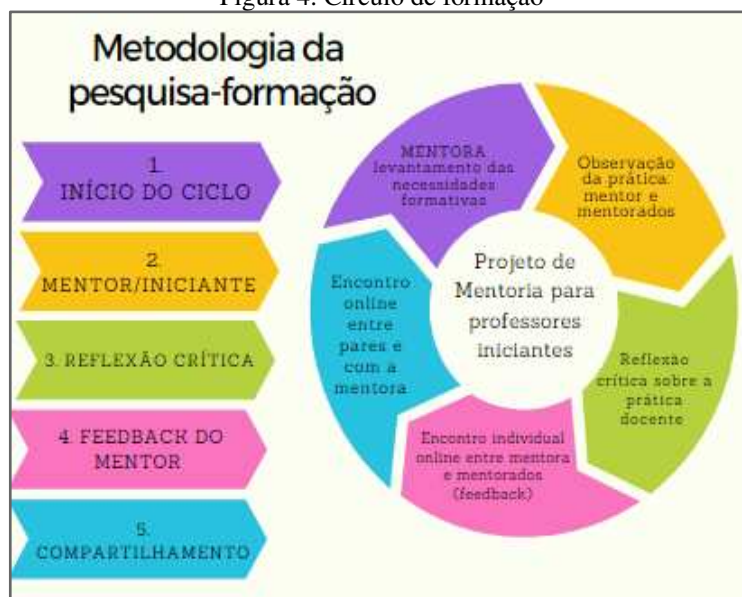 Figura 4: Círculo de formação
Metodologia da
pesquisa-formação
1.
INÍCIO DO CICLO
2.
MENTOR/INICIANTE
3. REFLEXÃO CRÍTICA
4. FEEDBACK DO
MENTOR
5.
COMPARTILHAMENTO
MENTORA
levantamento das
necessidades
formativas
Observação
da prática:
mentor e
mentorados
Reflexão
crítica sobre a
prática
docente
Encontro individual
online entre mentora
e mentorados
(feedback)
Encontro
online
entre
pares e
com a
mentora
Projeto de
Mentoria para
professores
iniciantes